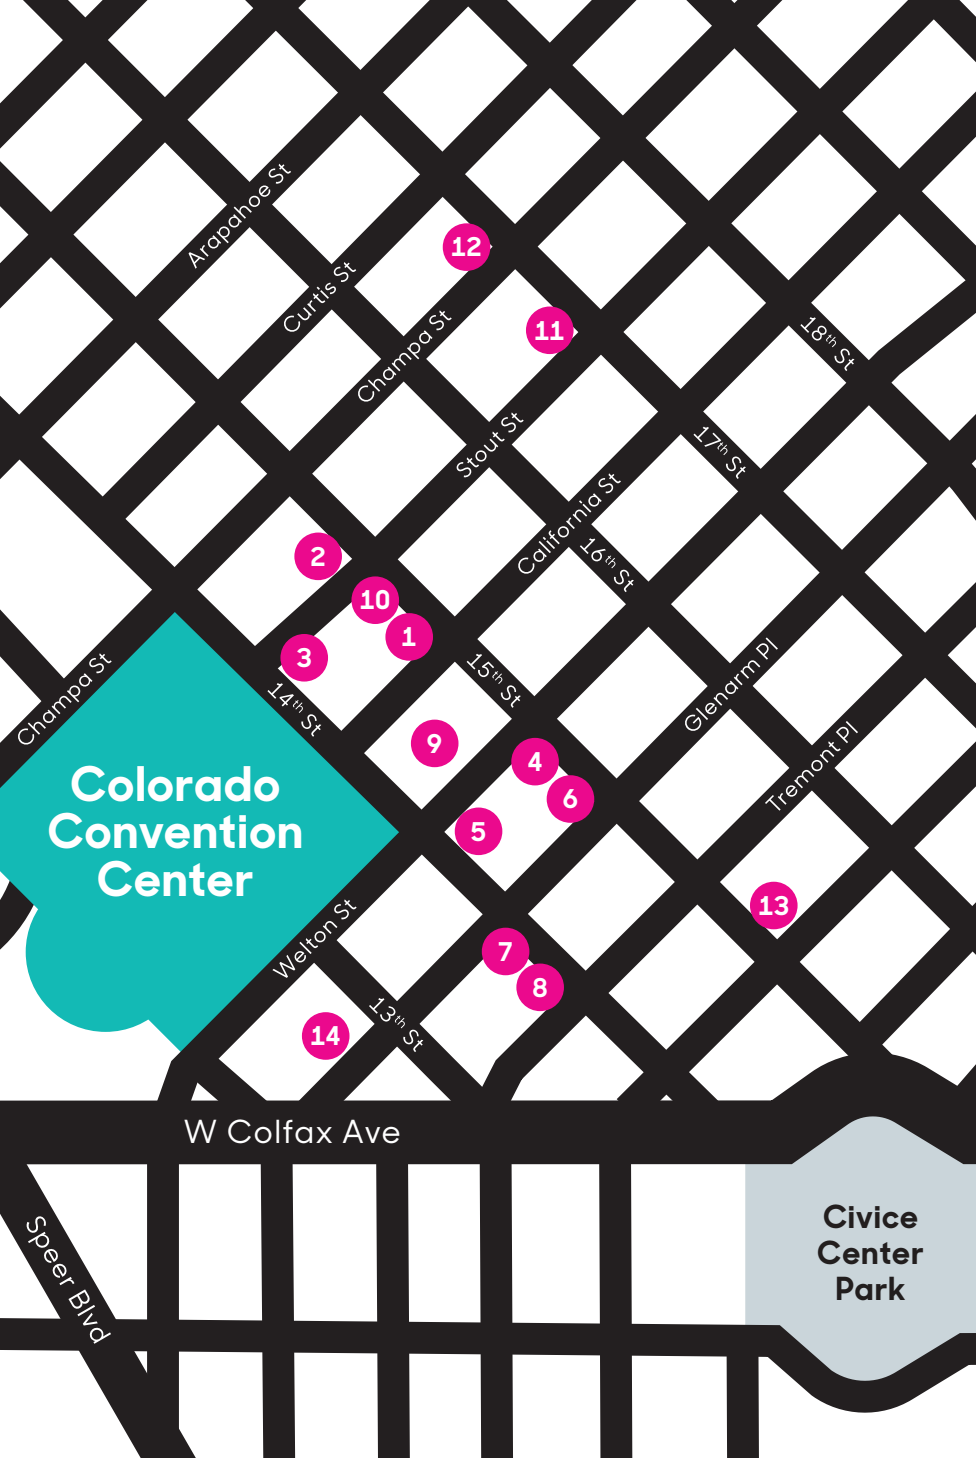 Arapahoe St
12
Curtis St
11
Champa St
18th St
Stout St
17th St
California St
16th St
2
10
1
3
15th St
Champa St
14th St
Glenarm Pl
9
4
Tremont Pl
6
5
Colorado
Convention
Center
13
Welton St
7
8
13th St
14
W Colfax Ave
Civice
Center
Park
Speer Blvd